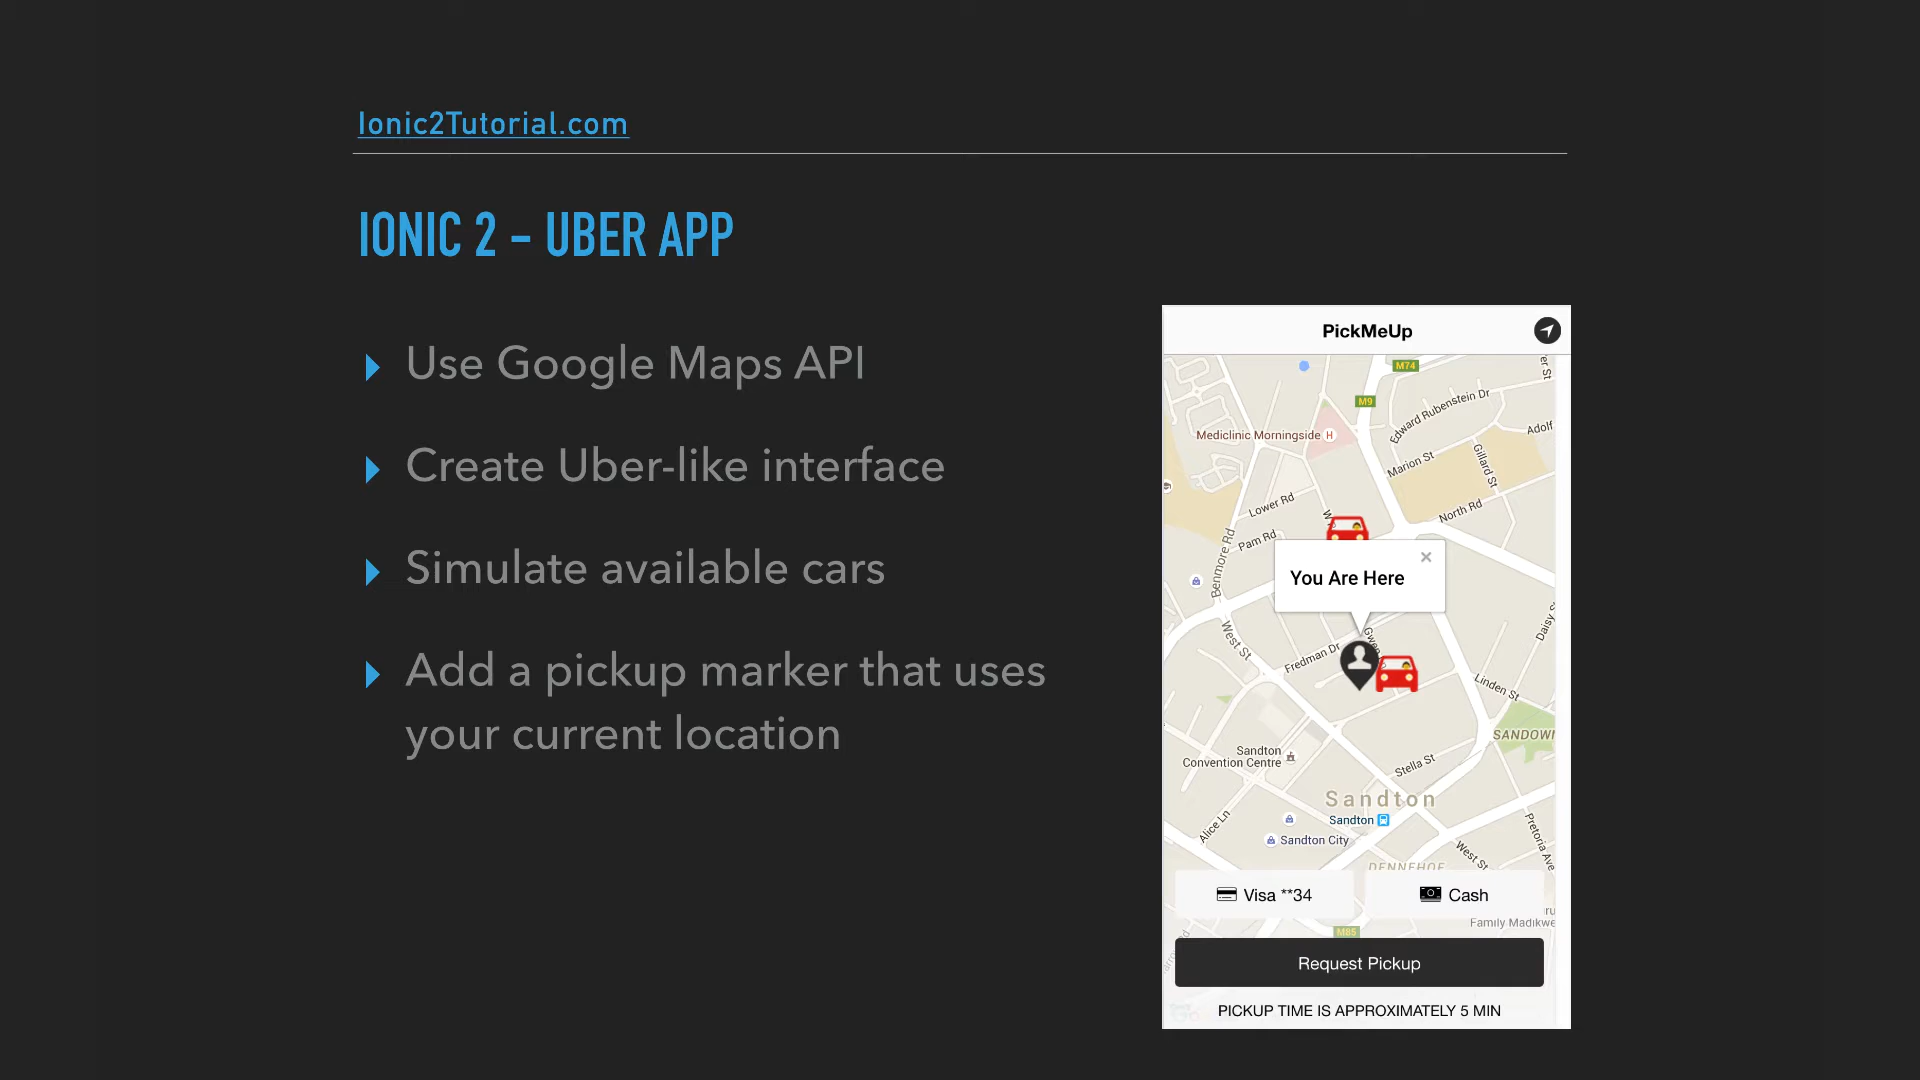 Ionic2Tutorial.com
IONIC 2 - UBER APP
Use Google Maps API
Create Uber-like interface
Simulate available cars
Add a pickup marker that uses
your current location
PickMeUp
M74
M9
Edward Rubenstein Dr
Adolf
Mediclinic Morningside H
Marion St
Gillard St
Lower Rd
North Rd
Pam Rd
Benmore Rd
You Are Here
West St
Fredman Dr
Daisy
Linden St
SANDOWN
Sandton
Convention Centre
Stella St
Sandton
Sandton
Alice Ln
Sandton City
Pretoria Ave
West St
DENNEHOF
Visa **34
Cash
Family Madikwe
M85
Request Pickup
PICKUP TIME IS APPROXIMATELY 5 MIN